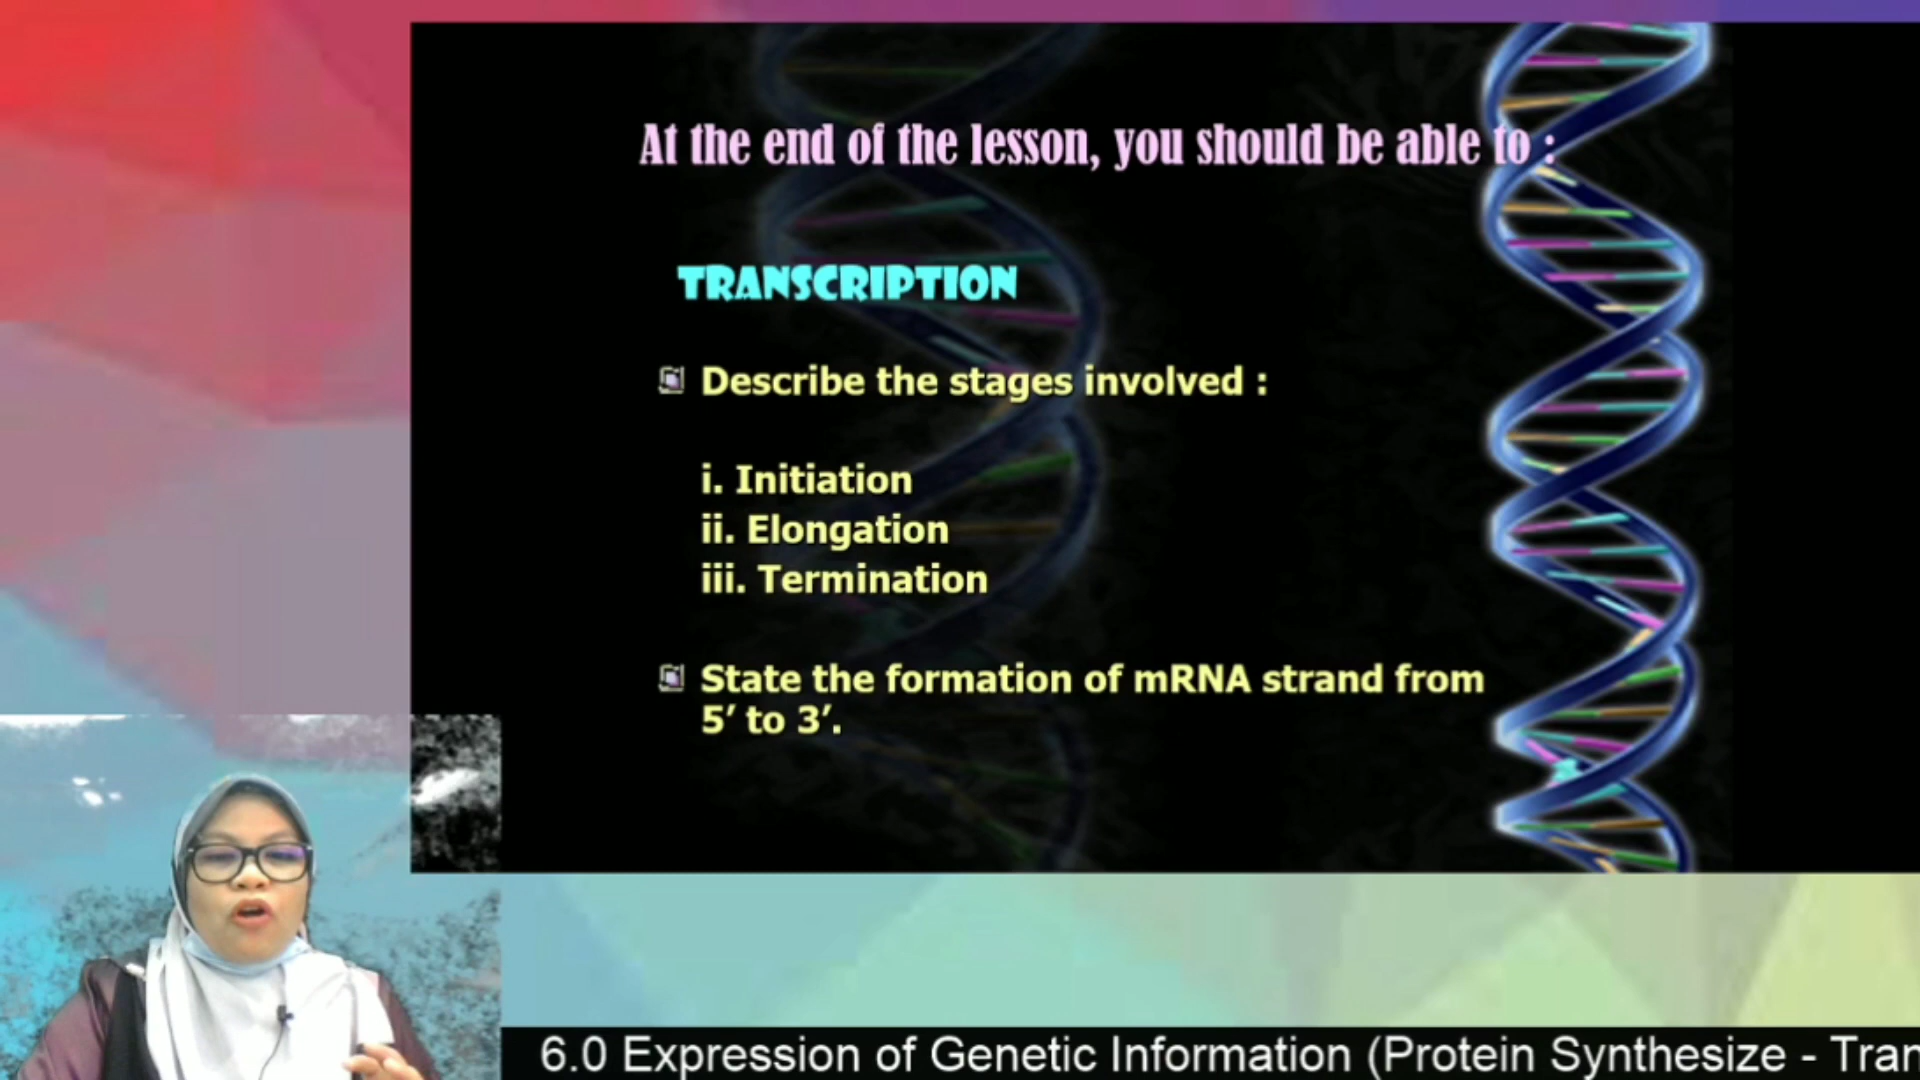 At the end of the lesson, you should be able to :
TRANSCRIPTION
Describe the stages involved :
i. Initiation
ii. Elongation
iii. Termination
State the formation of mRNA strand from
5’ to 3’.
6.0 Expression of Genetic Information (Protein Synthesize - Tran